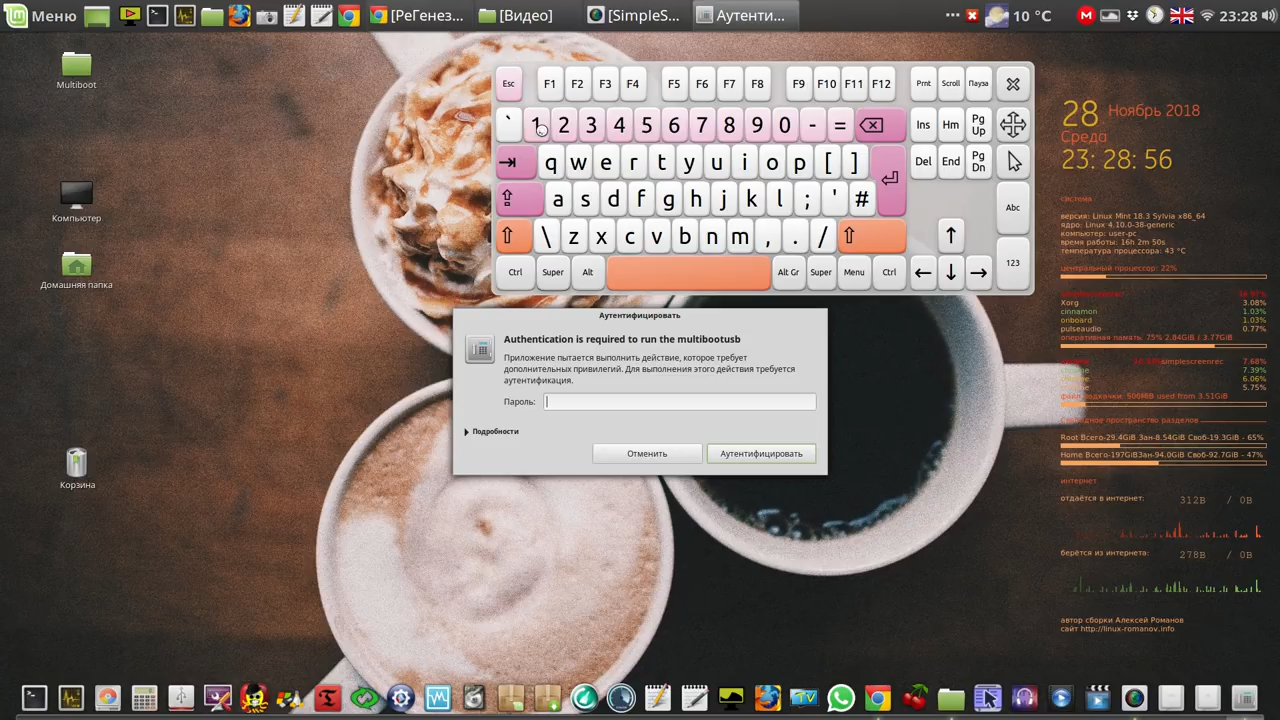 Меню
[РеГенез...
[Видео]
[SimpleS...
Аутенти...
10 °C
23:28
Multiboot
Компьютер
Домашняя папка
Корзина
Esc F1 F2 F3 F4 F5 F6 F7 F8 F9 F10 F11 F12 Prnt Scroll Пауза
` 1 2 3 4 5 6 7 8 9 0 - = Ins Hm Pg Up
q w e r t y u i o p [ ] Del End Pg Dn
a s d f g h j k l ; ' # Abc
\ z x c v b n m , . /
Ctrl Super Alt Alt Gr Super Menu Ctrl 123
Аутентифицировать
Authentication is required to run the multibootusb
Приложение пытается выполнить действие, которое требует
дополнительных привилегий. Для выполнения этого действия требуется
аутентификация.
Пароль:
Подробности
Отменить
Аутентифицировать
28 Ноябрь 2018
Среда
23: 28: 56
система
версия: Linux Mint 18.3 Sylvia x86_64
ядро: Linux 4.10.0-38-generic
компьютер: user-pc
время работы: 16h 2m 50s
температура процессора: 43 °C
центральный процессор: 22%
Xorg 3.08%
cinnamon 1.03%
onboard 1.03%
pulseaudio 0.77%
оперативная память: 75% 2.84GiB / 3.77GiB
simplescreenrec 7.68%
7.39%
6.06%
5.75%
файл подкачки: 500MiB used from 3.51GiB
пространство разделов
Root Всего-29.4GiB Зан-8.54GiB Своб-19.3GiB - 65%
Home Всего-197GiBЗан-94.0GiB Своб-92.7GiB - 47%
интернет
отдаётся в интернет: 312B / 0B
берётся из интернета: 278B / 0B
автор сборки Алексей Романов
сайт http://linux-romanov.info